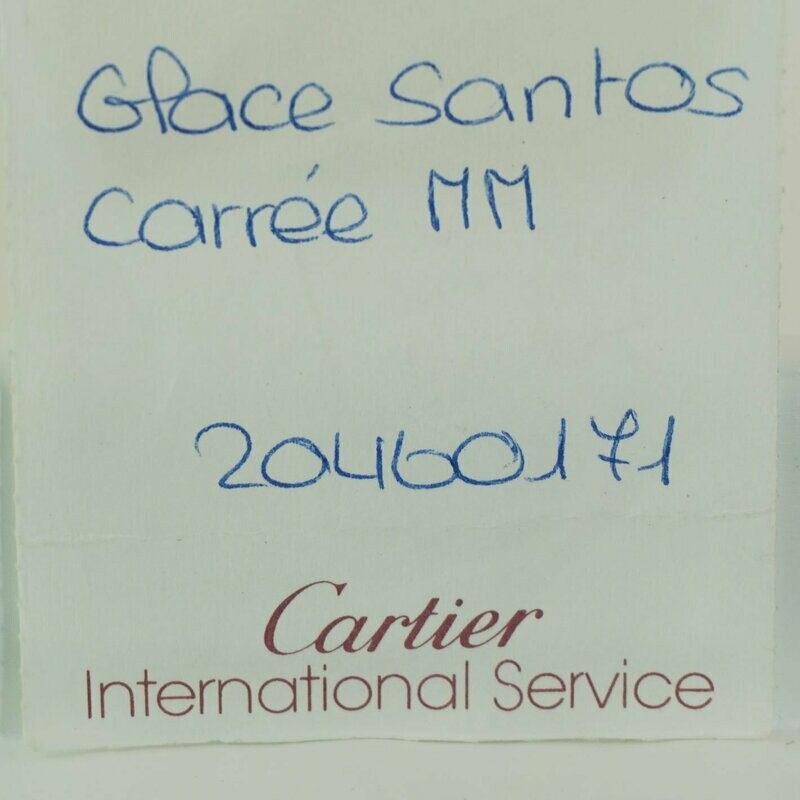 Glace Santos
Carrée MM
20460171
Cartier
International Service